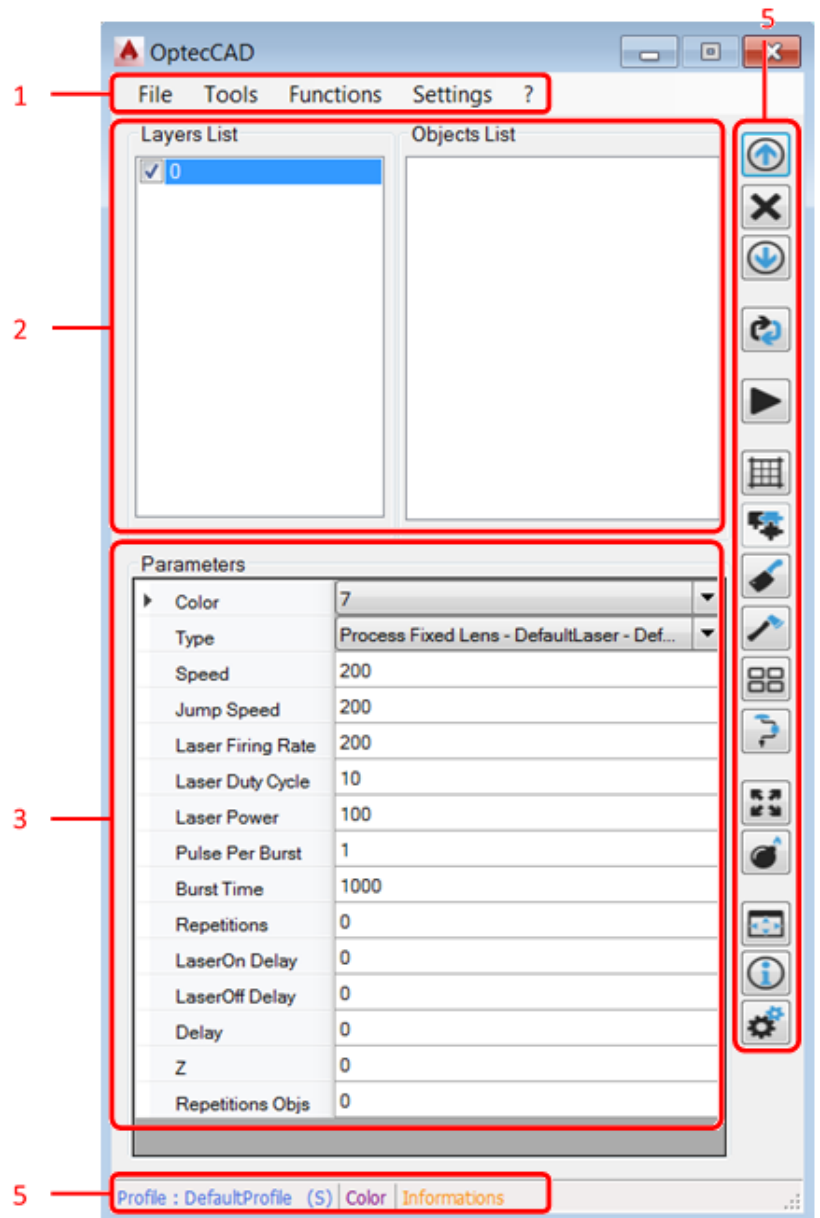 5
OptecCAD
1
File Tools Functions Settings ?
Layers List
Objects List
0
2
Parameters
Color 7
Type Process Fixed Lens - DefaultLaser - Def...
Speed 200
Jump Speed 200
Laser Firing Rate 200
Laser Duty Cycle 10
3
Laser Power 100
Pulse Per Burst 1
Burst Time 1000
Repetitions 0
LaserOn Delay 0
LaserOff Delay 0
Delay 0
Z 0
Repetitions Objs 0
5
Profile : DefaultProfile (S) Color Informations